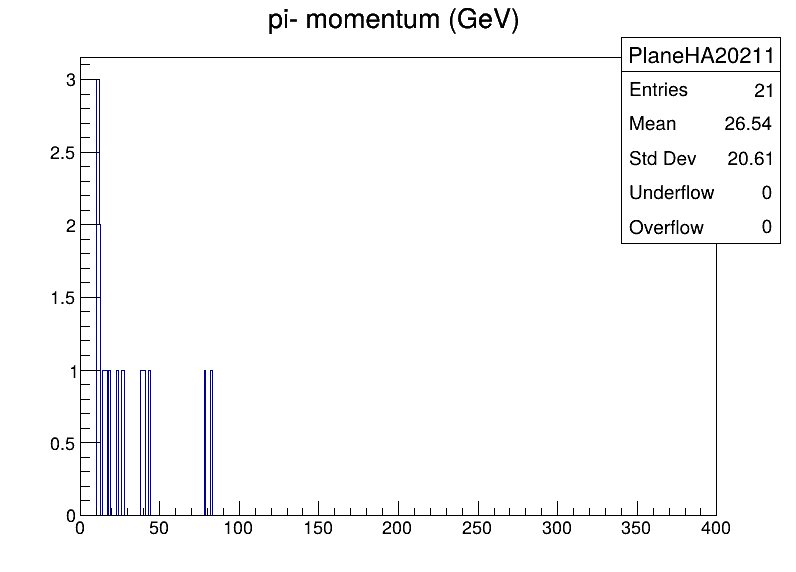 pi- momentum (GeV)
PlaneHA20211
Entries 21
Mean 26.54
Std Dev 20.61
Underflow 0
Overflow 0
3
2.5
2
1.5
1
0.5
0
0 50 100 150 200 250 300 350 400